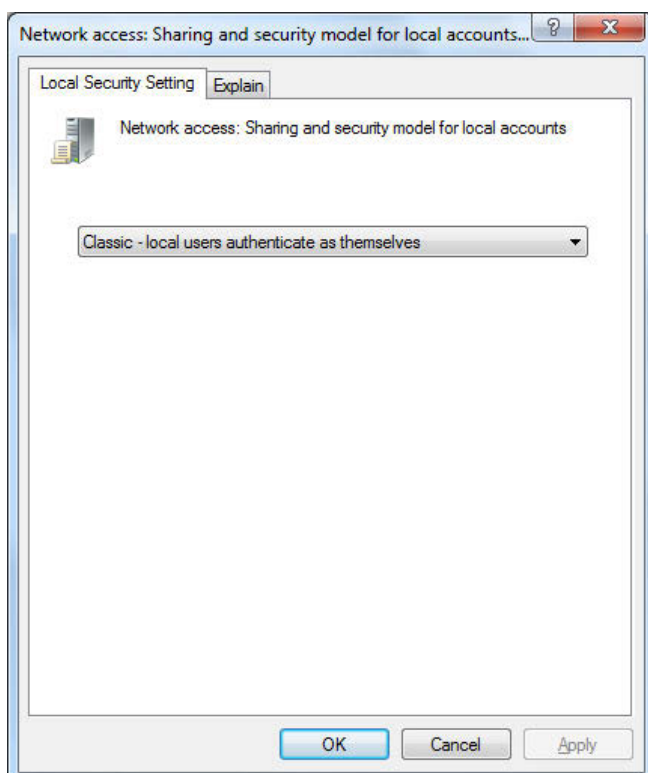 Network access: Sharing and security model for local accounts...
Local Security Setting
Explain
Network access: Sharing and security model for local accounts
Classic - local users authenticate as themselves
OK
Cancel
Apply